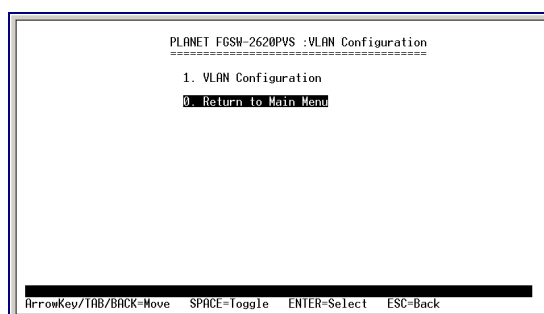 PLANET FGSW-2620PVS :VLAN Configuration
=======================================
1. VLAN Configuration
0. Return to Main Menu
ArrowKey/TAB/BACK=Move   SPACE=Toggle   ENTER=Select   ESC=Back